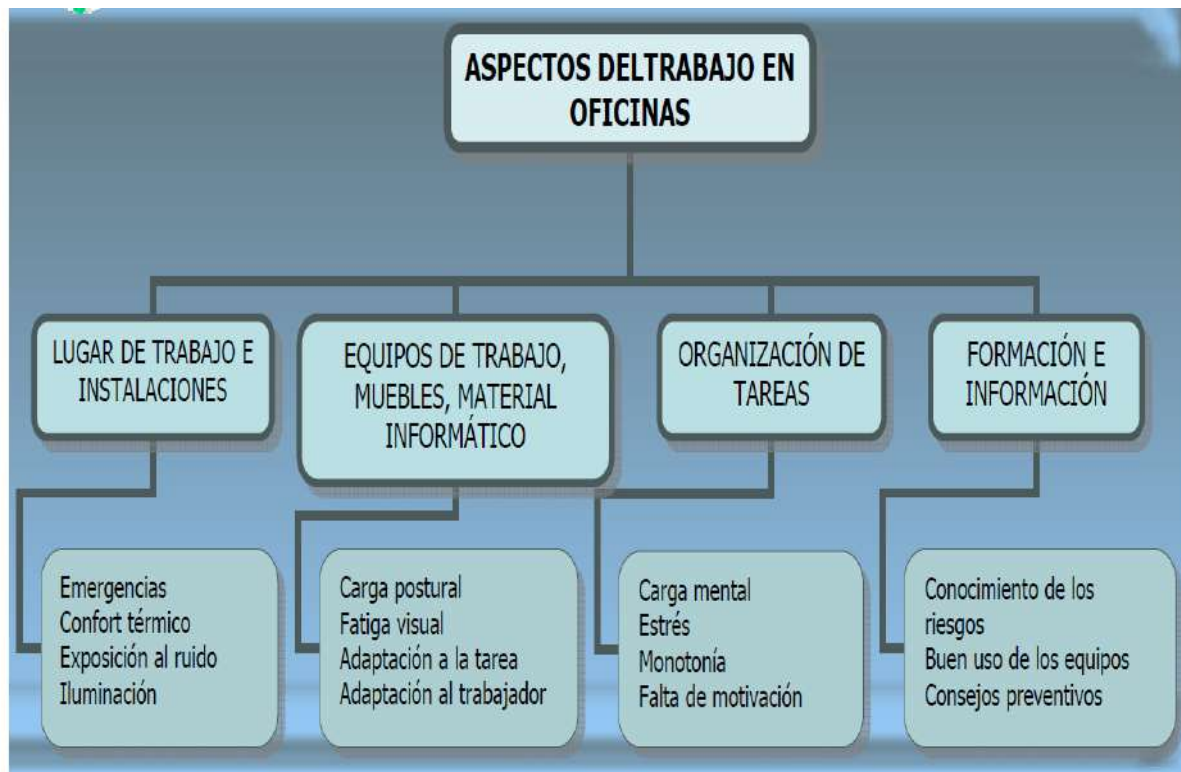 ASPECTOS DELTRABAJO EN
OFICINAS
LUGAR DE TRABAJO E
INSTALACIONES
EQUIPOS DE TRABAJO,
MUEBLES, MATERIAL
INFORMÁTICO
ORGANIZACIÓN DE
TAREAS
FORMACIÓN E
INFORMACIÓN
Emergencias
Confort térmico
Exposición al ruido
Iluminación
Carga postural
Fatiga visual
Adaptación a la tarea
Adaptación al trabajador
Carga mental
Estrés
Monotonía
Falta de motivación
Conocimiento de los
riesgos
Buen uso de los equipos
Consejos preventivos